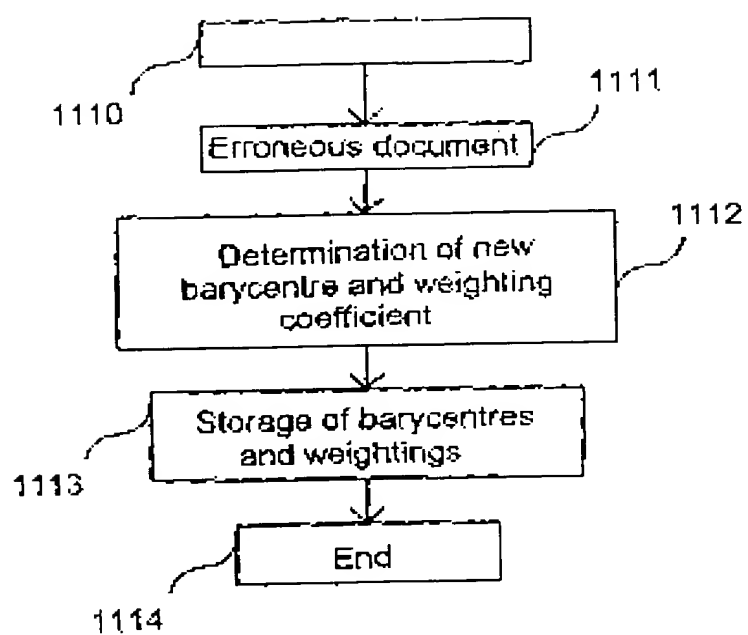 1110
1111
Erroneous document
1112
Determination of new
barycentre and weighting
coefficient
Storage of barycentres
and weightings
1113
End
1114